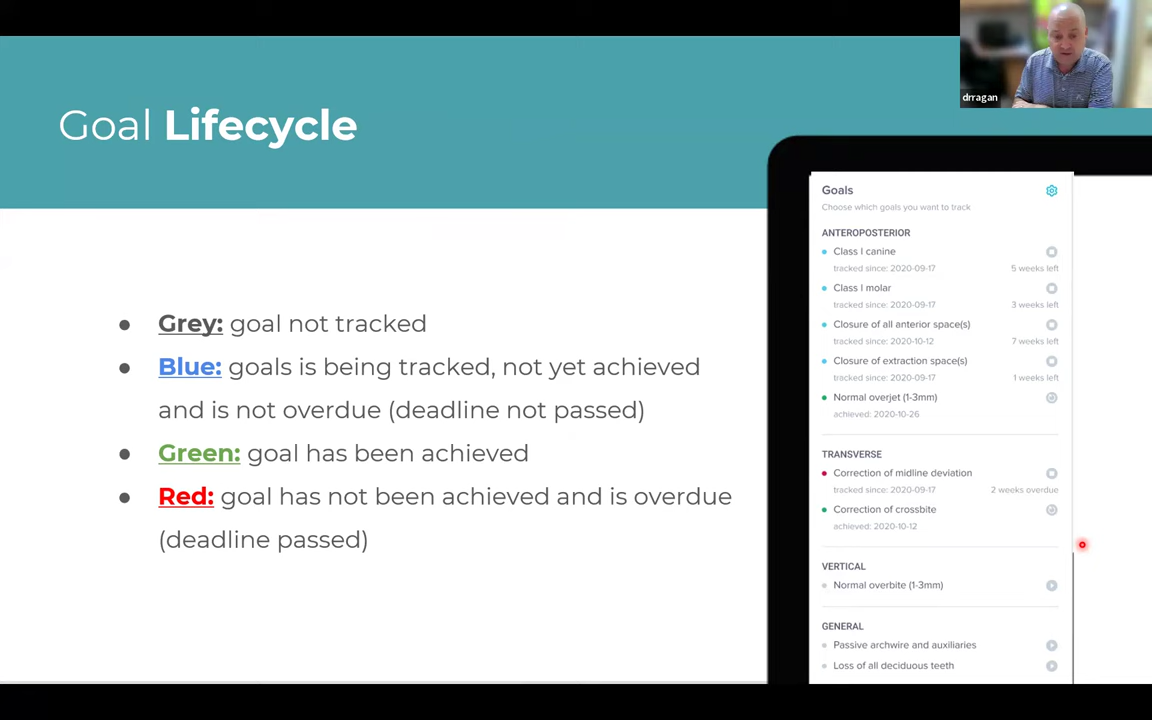 drragan
Goal Lifecycle
Grey: goal not tracked
Blue: goals is being tracked, not yet achieved
and is not overdue (deadline not passed)
Green: goal has been achieved
Red: goal has not been achieved and is overdue
(deadline passed)
Goals
Choose which goals you want to track
ANTEROPOSTERIOR
Class I canine
tracked since: 2020-09-17 5 weeks left
Class I molar
tracked since: 2020-09-17 3 weeks left
Closure of all anterior space(s)
tracked since: 2020-10-12 7 weeks left
Closure of extraction space(s)
tracked since: 2020-09-17 1 weeks left
Normal overjet (1-3mm)
achieved: 2020-10-26
TRANSVERSE
Correction of midline deviation
tracked since: 2020-09-17 2 weeks overdue
Correction of crossbite
achieved: 2020-10-12
VERTICAL
Normal overbite (1-3mm)
GENERAL
Passive archwire and auxiliaries
Loss of all deciduous teeth